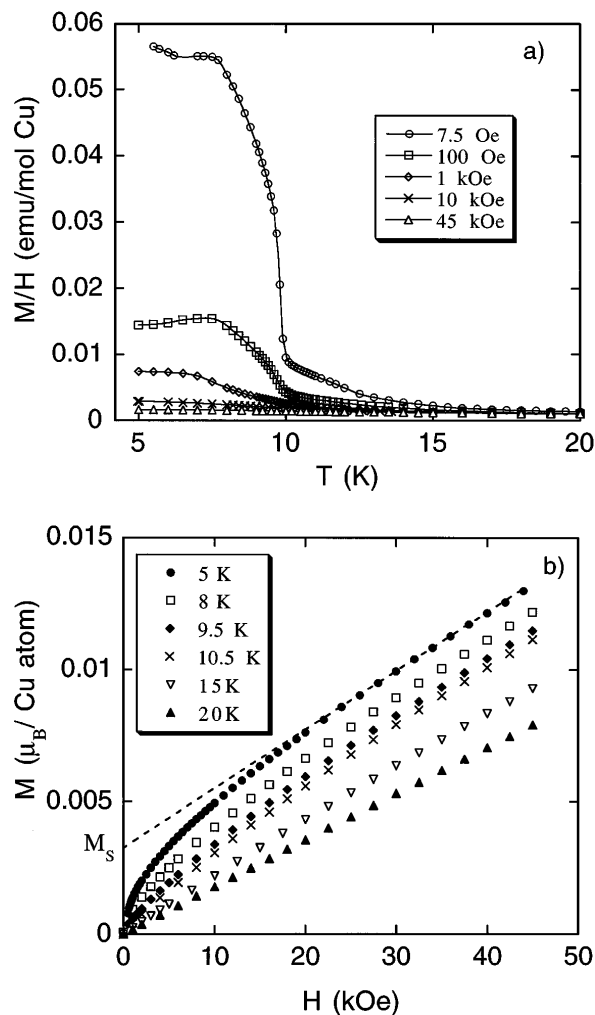 0.06
0.05
0.04
0.03
0.02
0.01
0
M/H (emu/mol Cu)
a)
7.5 Oe
100 Oe
1 kOe
10 kOe
45 kOe
5 10 15 20
T (K)
0.015
0.01
0.005
0
M (μB/ Cu atom)
MS
b)
5 K
8 K
9.5 K
10.5 K
15 K
20 K
0 10 20 30 40 50
H (kOe)